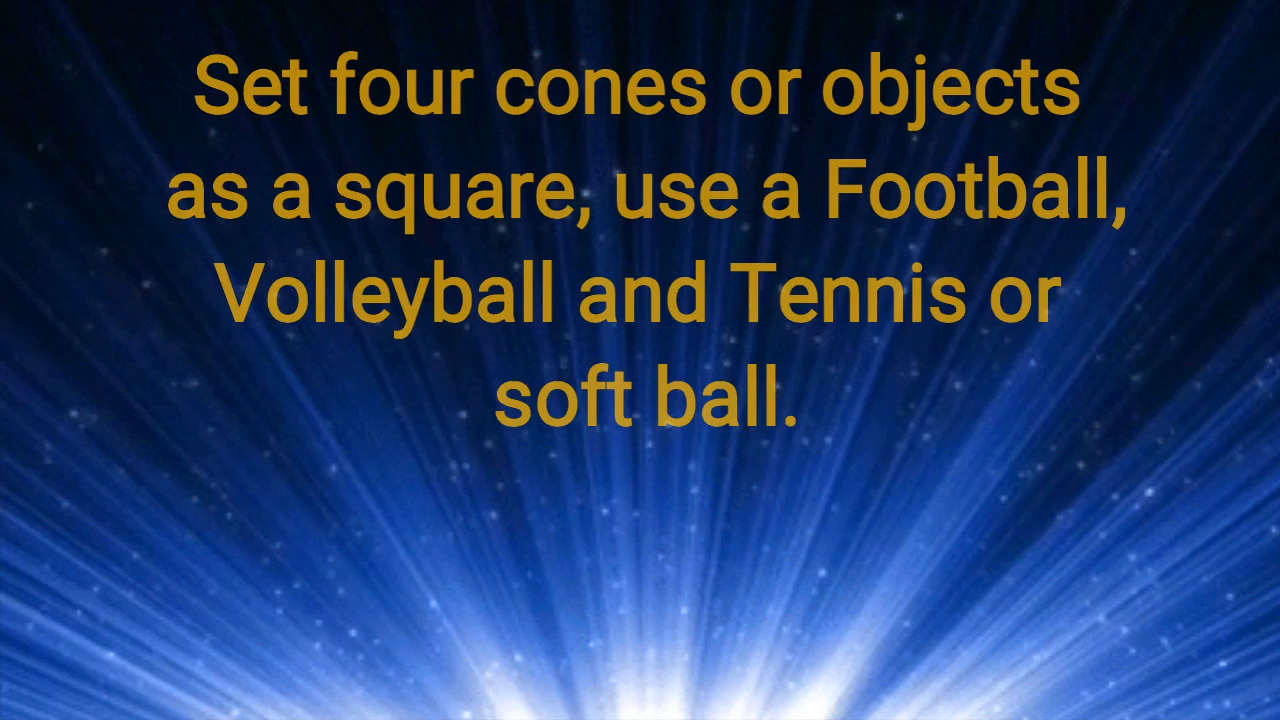 Set four cones or objects
as a square, use a Football,
Volleyball and Tennis or
soft ball.